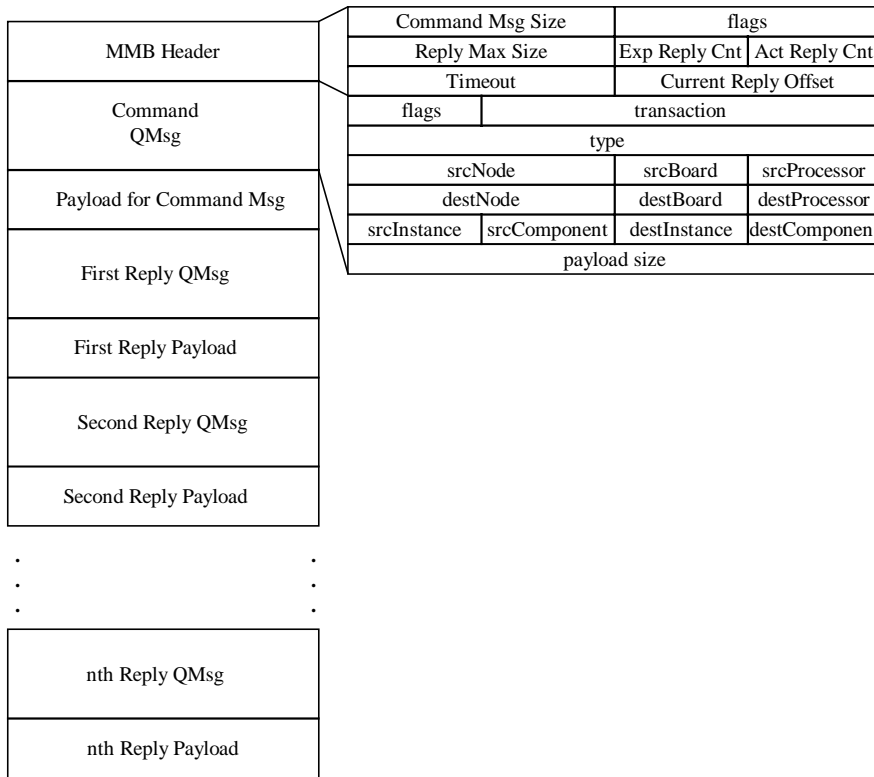 MMB Header
Command
QMsg
Payload for Command Msg
First Reply QMsg
First Reply Payload
Second Reply QMsg
Second Reply Payload
.
.
.
.
.
.
nth Reply QMsg
nth Reply Payload
Command Msg Size flags
Reply Max Size Exp Reply Cnt Act Reply Cnt
Timeout Current Reply Offset
flags transaction
type
srcNode srcBoard srcProcessor
destNode destBoard destProcessor
srcInstance srcComponent destInstance destComponen
payload size